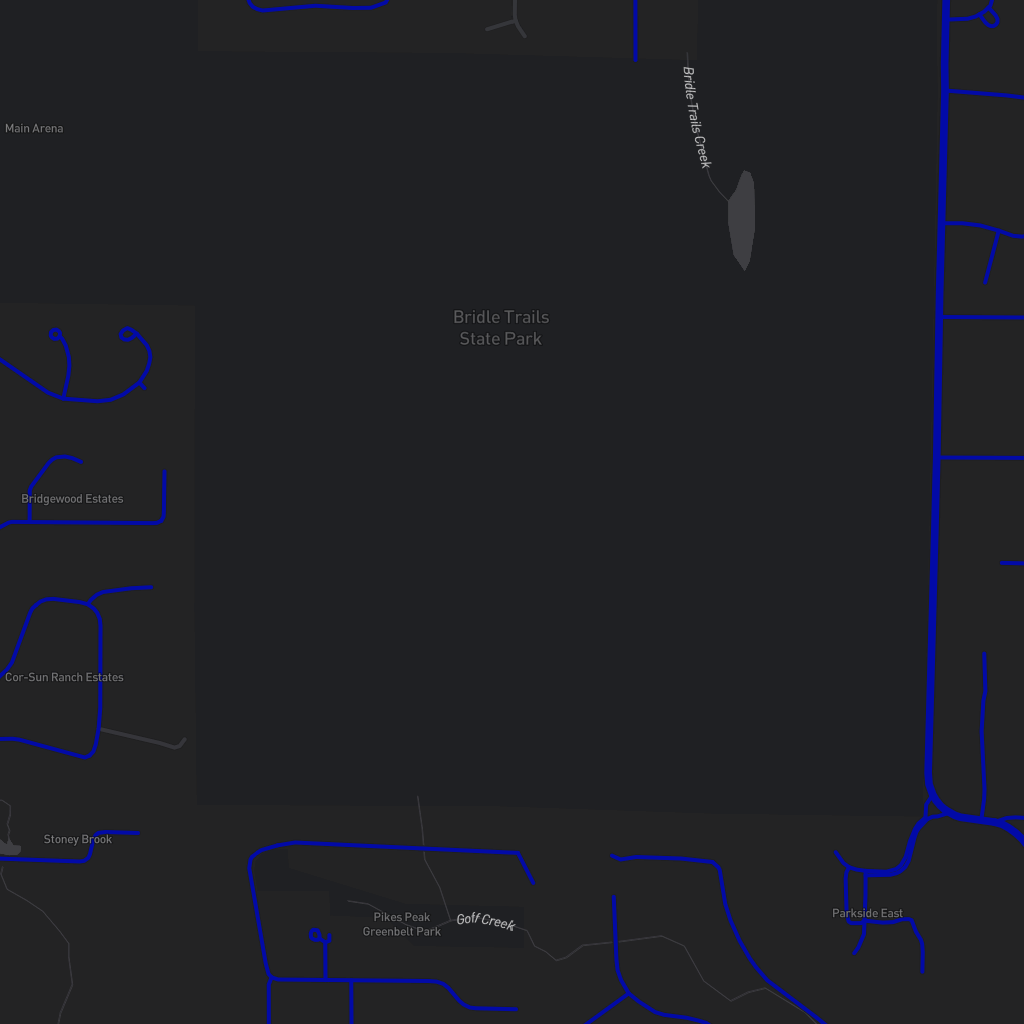 Bridle Trails Creek
Main Arena
Bridle Trails
State Park
Bridgewood Estates
Cor-Sun Ranch Estates
Stoney Brook
Pikes Peak
Greenbelt Park
Golf Creek
Parkside East